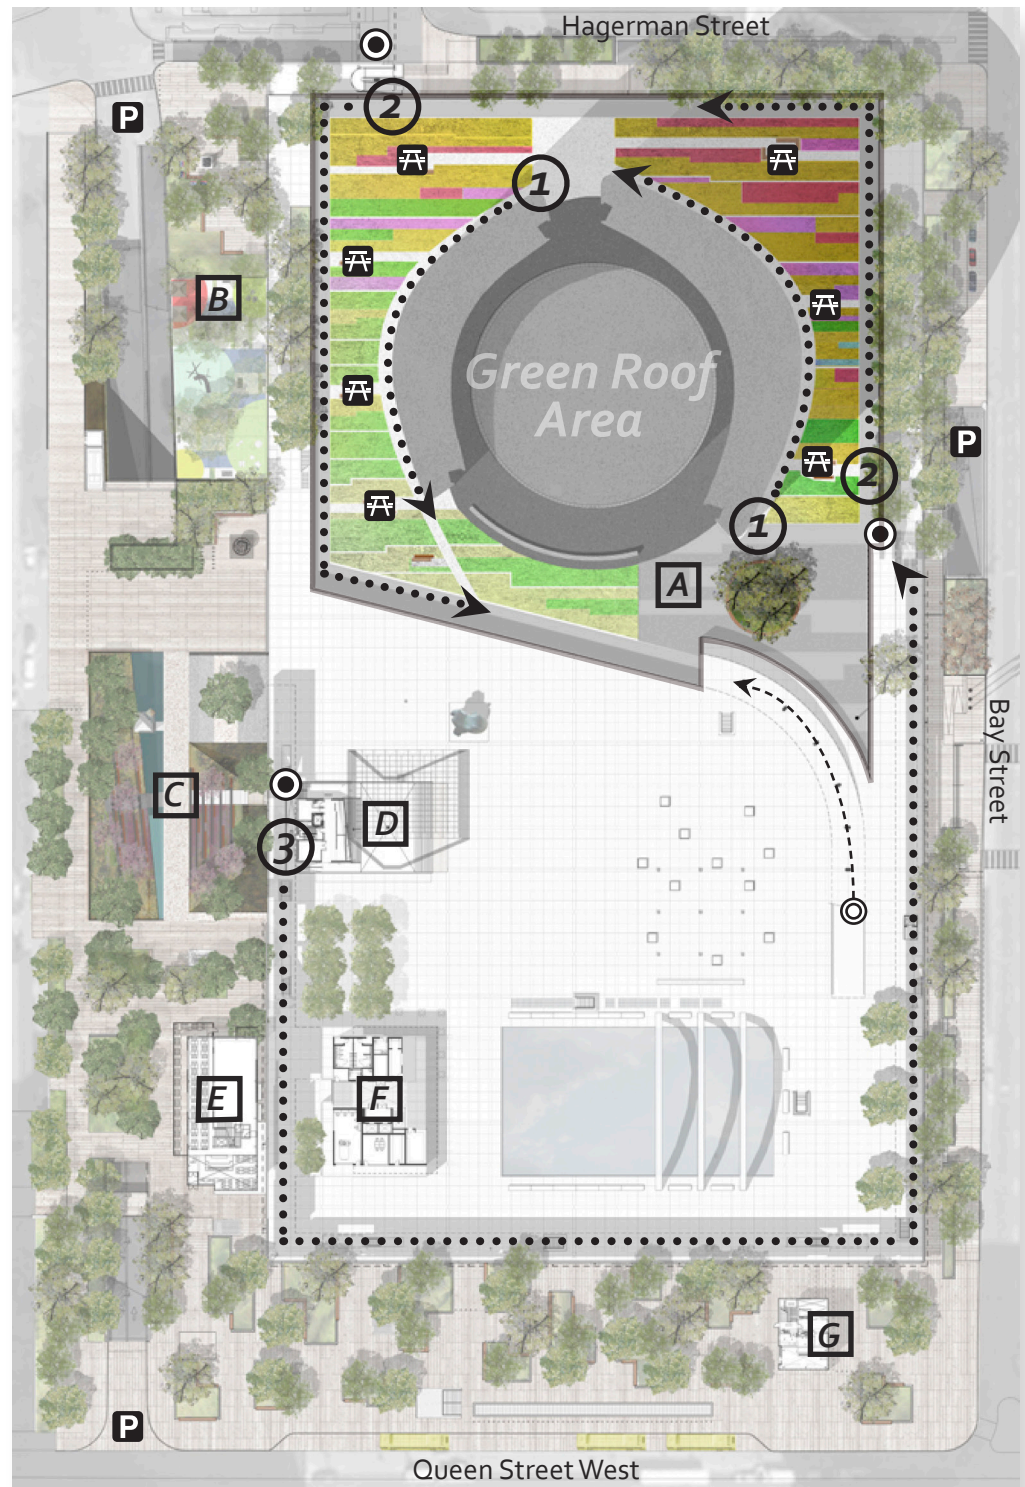 Hagerman Street
P
2
1
B
Green Roof
Area
P
2
1
A
Bay Street
C
D
3
E
F
G
P
Queen Street West